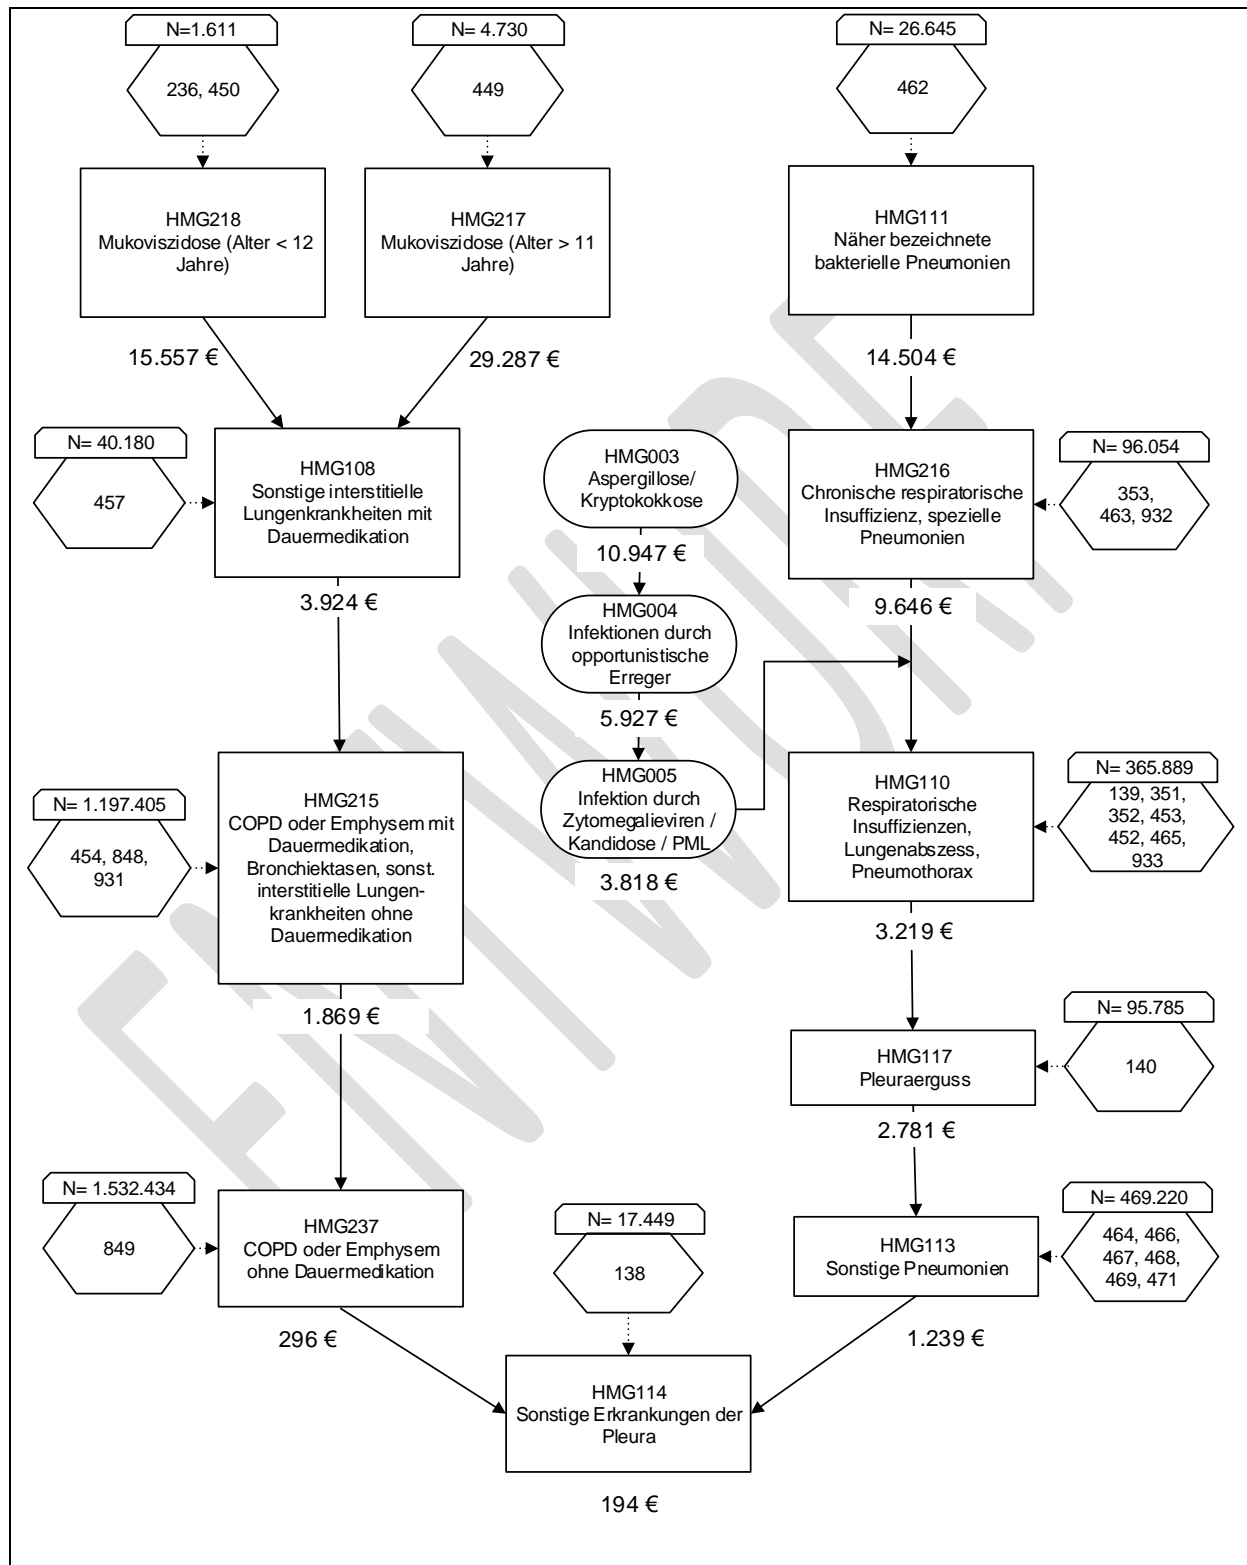 N=1.611
236, 450
HMG218
Mukoviszidose (Alter < 12
Jahre)
15.557 €
N= 4.730
449
HMG217
Mukoviszidose (Alter > 11
Jahre)
29.287 €
N= 26.645
462
HMG111
Näher bezeichnete
bakterielle Pneumonien
14.504 €
N= 40.180
457
HMG108
Sonstige interstitielle
Lungenkrankheiten mit
Dauermedikation
3.924 €
HMG003
Aspergillose/
Kryptokokkose
10.947 €
HMG004
Infektionen durch
opportunistische
Erreger
5.927 €
HMG005
Infektion durch
Zytomegalieviren /
Kandidose / PML
3.818 €
HMG216
Chronische respiratorische
Insuffizienz, spezielle
Pneumonien
9.646 €
N= 96.054
353,
463, 932
N= 1.197.405
454, 848,
931
HMG215
COPD oder Emphysem mit
Dauermedikation,
Bronchiektasen, sonst.
interstitielle Lungen-
krankheiten ohne
Dauermedikation
1.869 €
HMG110
Respiratorische
Insuffizienzen,
Lungenabszess,
Pneumothorax
3.219 €
N= 365.889
139, 351,
352, 453,
452, 465,
933
HMG117
Pleuraerguss
2.781 €
N= 95.785
140
N= 1.532.434
849
HMG237
COPD oder Emphysem
ohne Dauermedikation
296 €
N= 17.449
138
HMG113
Sonstige Pneumonien
1.239 €
N= 469.220
464, 466,
467, 468,
469, 471
HMG114
Sonstige Erkrankungen der
Pleura
194 €
ENTWURF